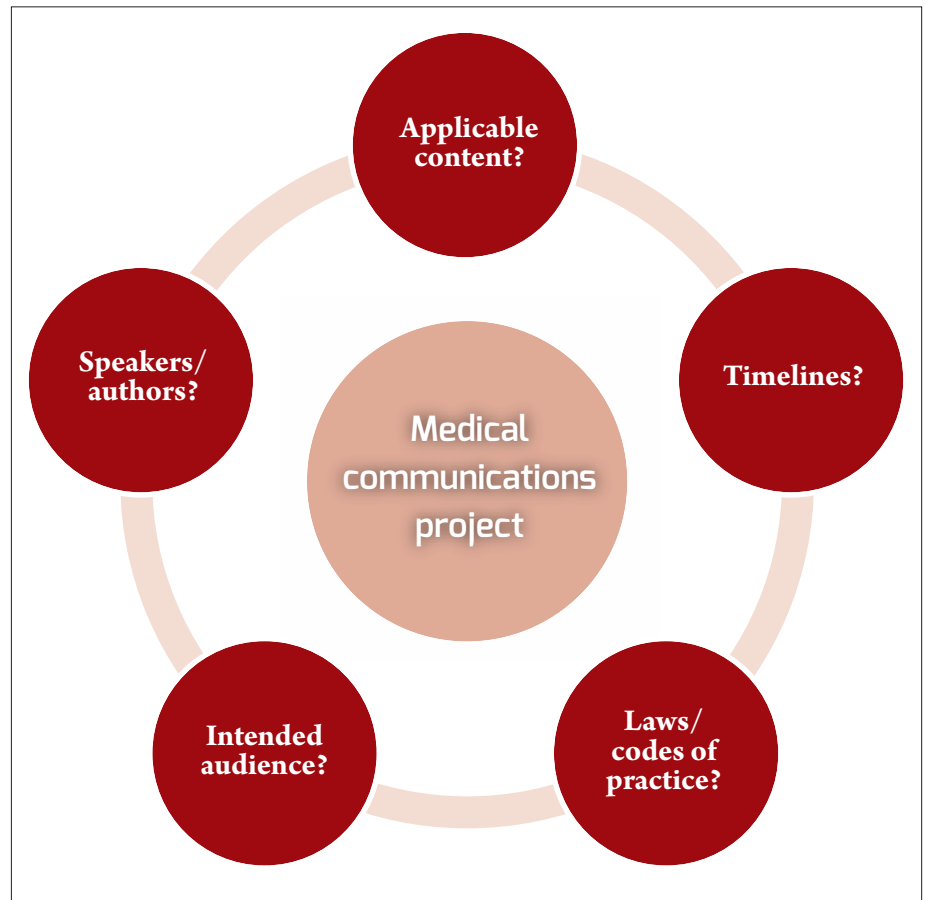 Applicable
content?
Speakers/
authors?
Timelines?
Medical
communications
project
Intended
audience?
Laws/
codes of
practice?